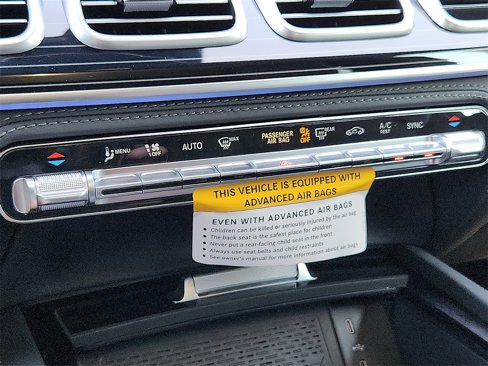 MENU
OFF
AUTO
MAX
PASSENGER
AIR BAG
OFF
REAR
A/C
REST
SYNC
THIS VEHICLE IS EQUIPPED WITH
ADVANCED AIR BAGS
EVEN WITH ADVANCED AIR BAGS
• Children can be killed or seriously injured by the air bag
• The back seat is the safest place for children
• Never put a rear-facing child seat in the front
• Always use seat belts and child restraints
• See owner's manual for more information about air bags